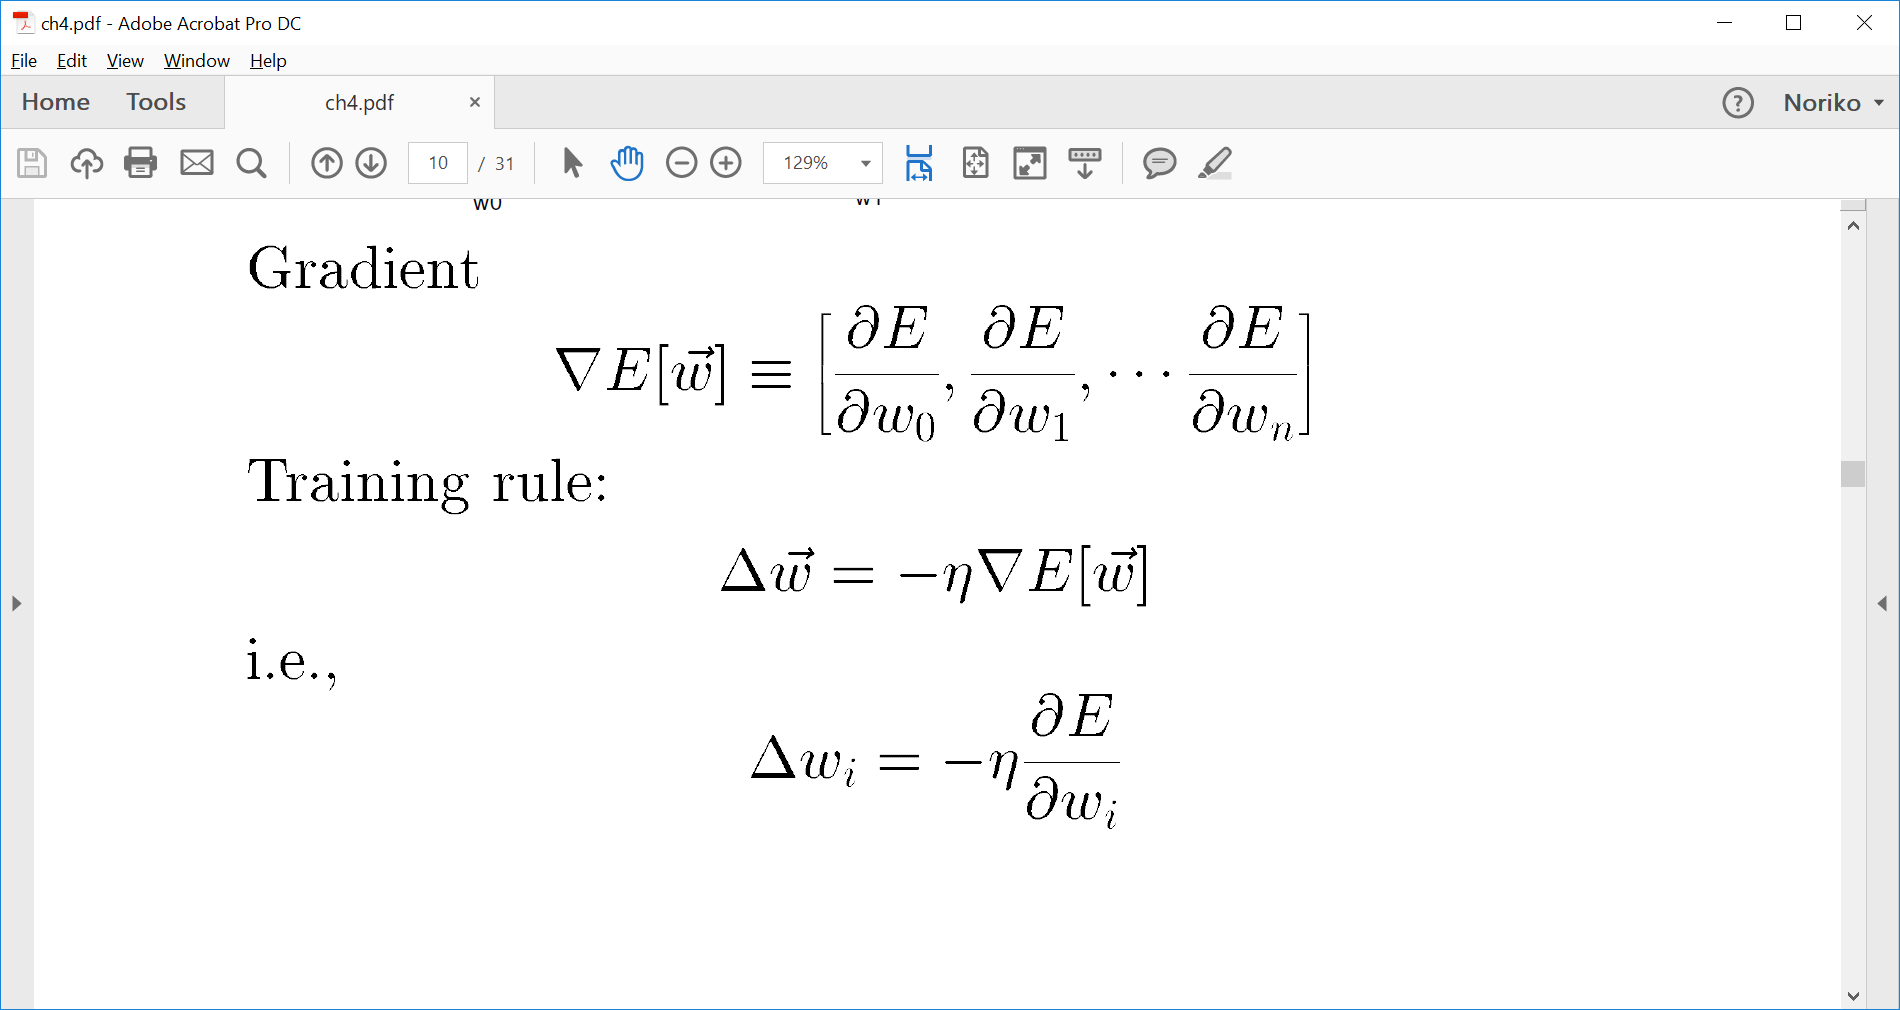 ch4.pdf - Adobe Acrobat Pro DC
File Edit View Window Help
Home Tools ch4.pdf × ? Noriko
10 / 31 129%
w0 w1
Gradient
∇E[w⃗] ≡ [∂E/∂w₀, ∂E/∂w₁, ⋯ ∂E/∂wₙ]
Training rule:
Δw⃗ = −η∇E[w⃗]
i.e.,
Δwᵢ = −η ∂E/∂wᵢ